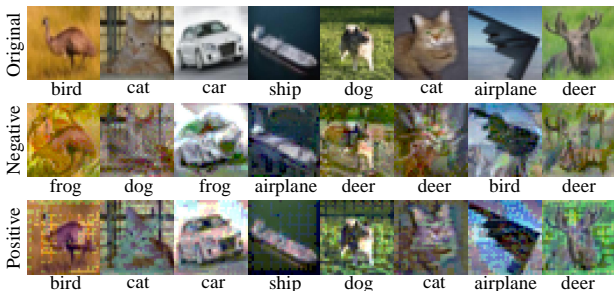 Original
bird cat car ship dog cat airplane deer
Negative
frog dog frog airplane deer deer bird deer
Positive
bird cat car ship dog cat airplane deer